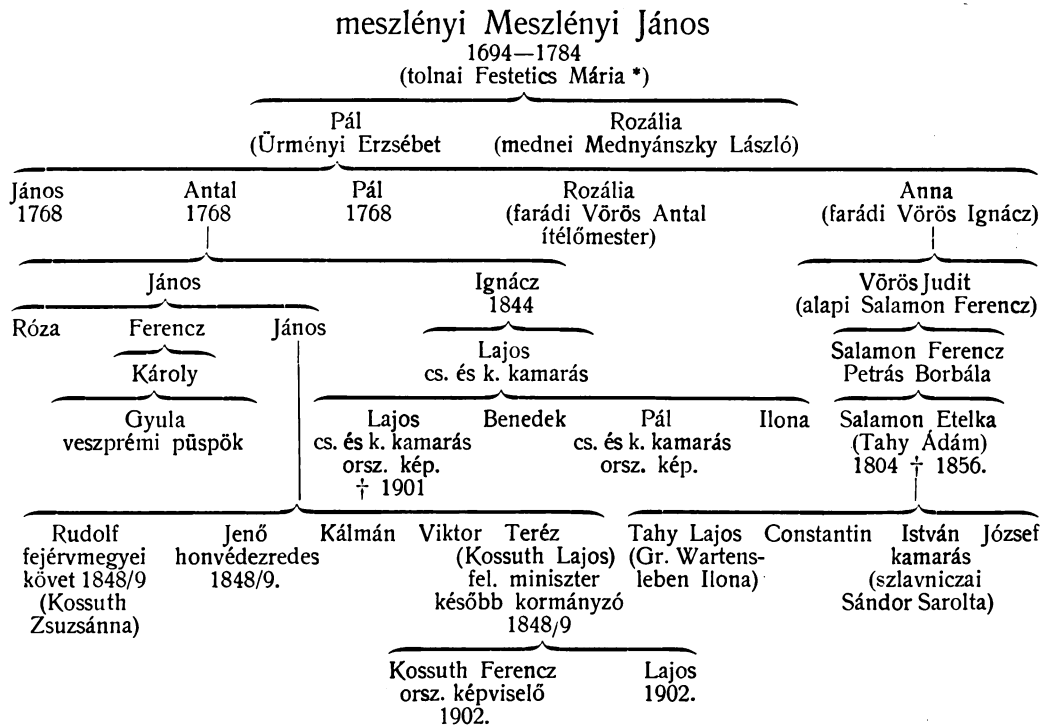 meszlényi Meszlényi János
1694—1784
(tolnai Festetics Mária *)
Pál Rozália
(Ürményi Erzsébet (mednei Mednyánszky László)
János Antal Pál Rozália Anna
1768 1768 1768 (farádi Vörös Antal (farádi Vörös Ignácz)
ítélőmester)
János Ignácz Vörös Judit
1844 (alapi Salamon Ferencz)
Róza Ferencz János
Lajos Salamon Ferencz
Károly cs. és k. kamarás Petrás Borbála
Gyula Lajos Benedek Pál Ilona Salamon Etelka
veszprémi püspök cs. és k. kamarás cs. és k. kamarás (Tahy Ádám)
orsz. kép. orsz. kép. 1804 † 1856.
† 1901
Rudolf Jenő Kálmán Viktor Teréz Tahy Lajos Constantin István József
fejérvmegyei honvédezredes (Kossuth Lajos) (Gr. Wartens- kamarás
követ 1848/9 1848/9. fel. miniszter leben Ilona) (szlavniczai
(Kossuth később kormányzó Sándor Sarolta)
Zsuzsánna) 1848/9
Kossuth Ferencz Lajos
orsz. képviselő 1902.
1902.